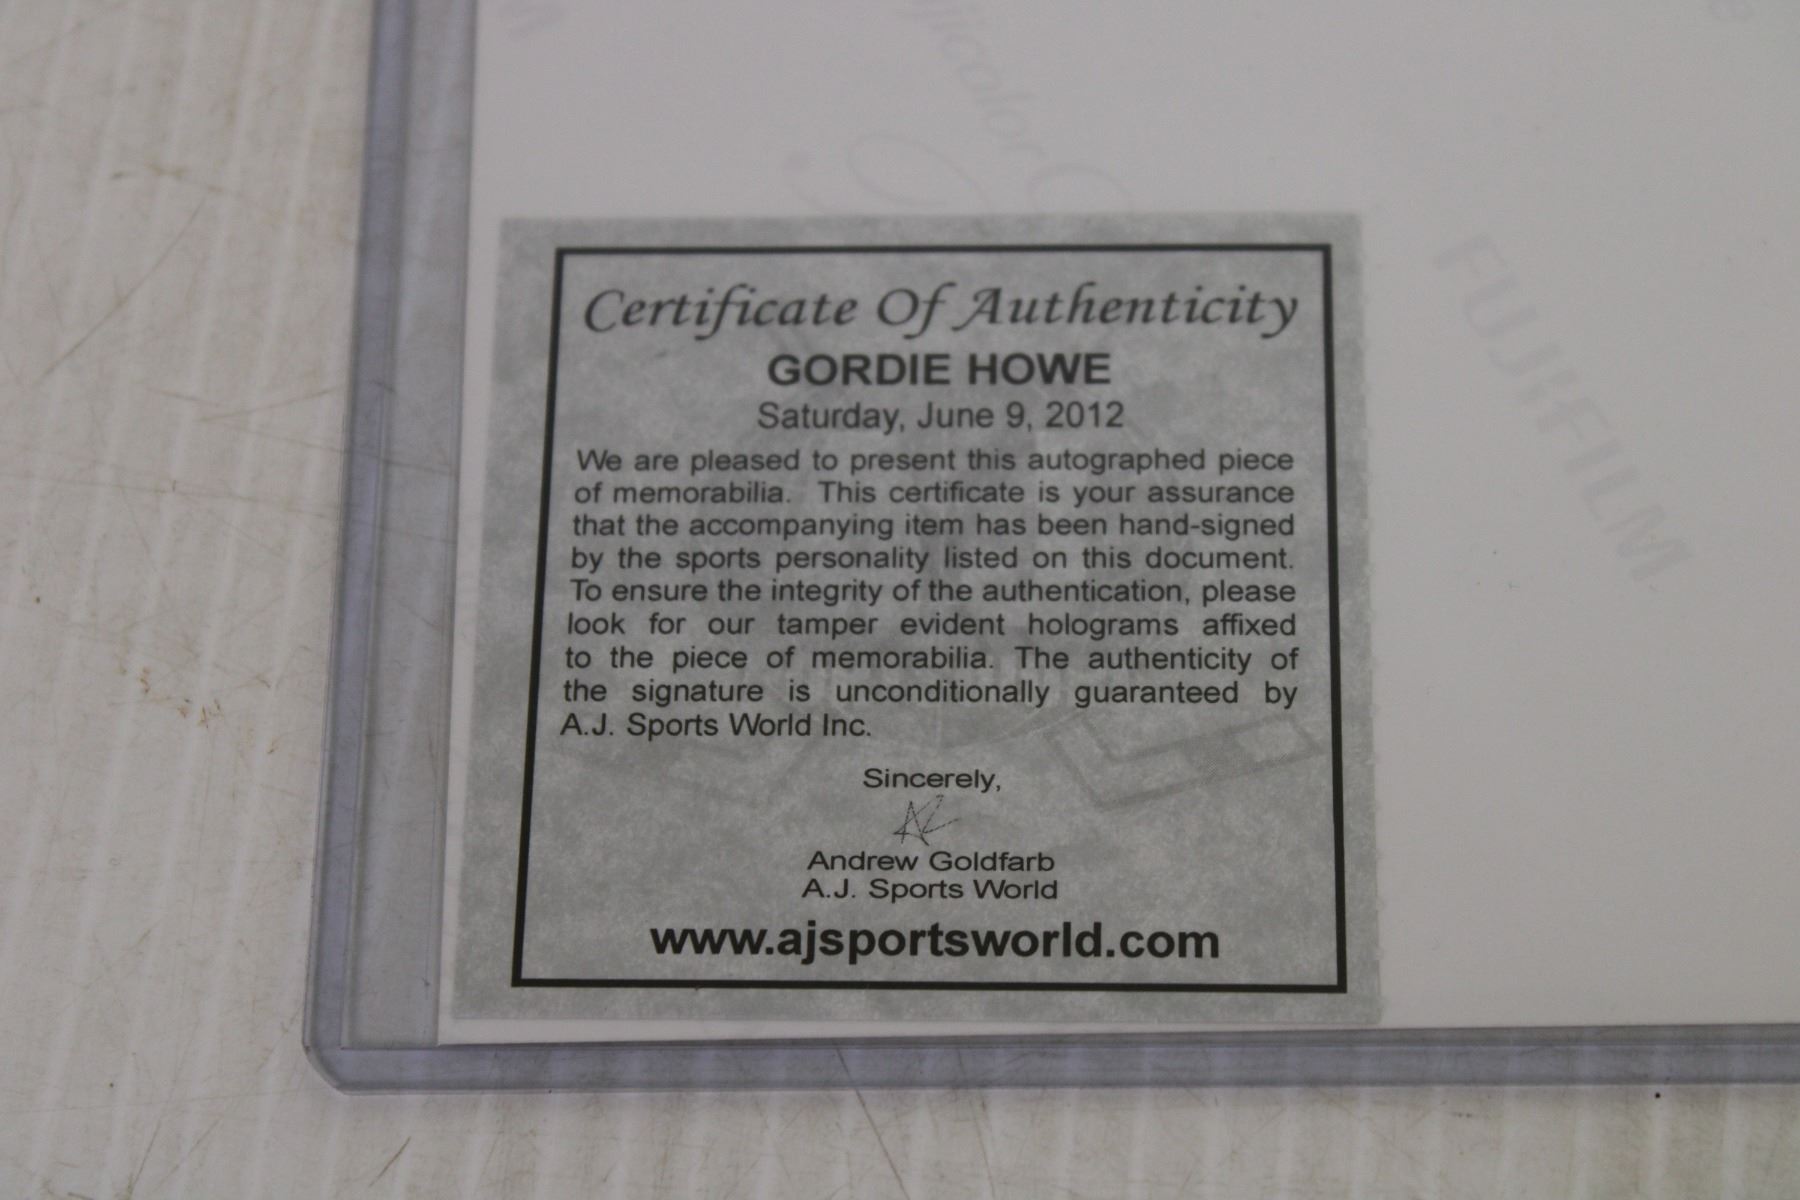 Fujicolor C
FUJIFILM
Certificate Of Authenticity
GORDIE HOWE
Saturday, June 9, 2012
We are pleased to present this autographed piece
of memorabilia. This certificate is your assurance
that the accompanying item has been hand-signed
by the sports personality listed on this document.
To ensure the integrity of the authentication, please
look for our tamper evident holograms affixed
to the piece of memorabilia. The authenticity of
the signature is unconditionally guaranteed by
A.J. Sports World Inc.
Sincerely,
Andrew Goldfarb
A.J. Sports World
www.ajsportsworld.com